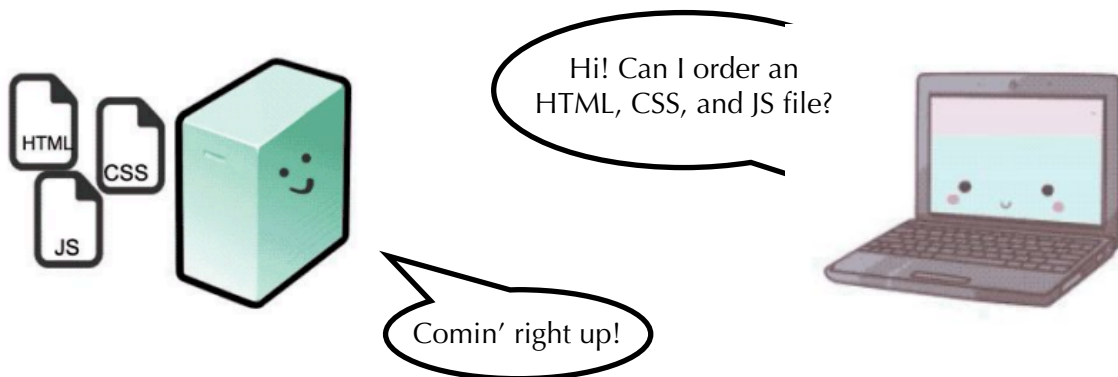 Hi! Can I order an
HTML, CSS, and JS file?
HTML
CSS
JS
Comin’ right up!